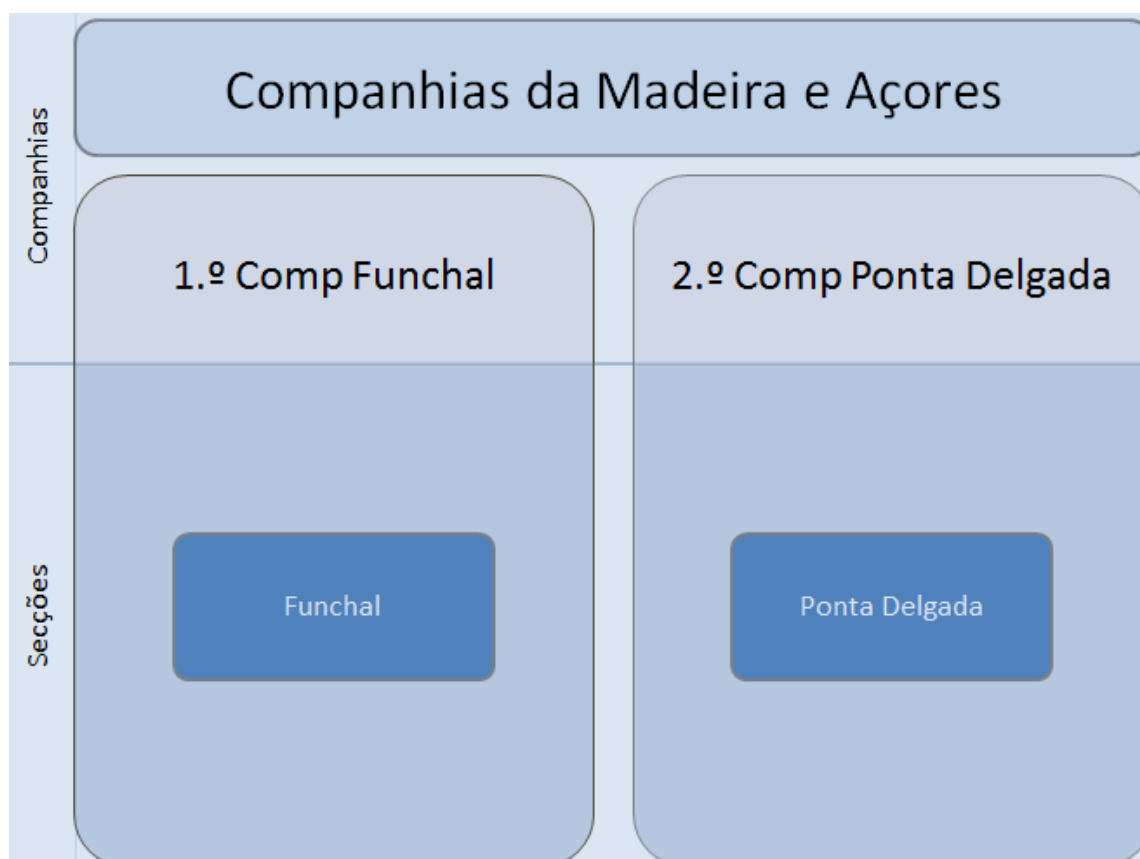 Companhias da Madeira e Açores
Companhias
1.º Comp Funchal
2.º Comp Ponta Delgada
Secções
Funchal
Ponta Delgada